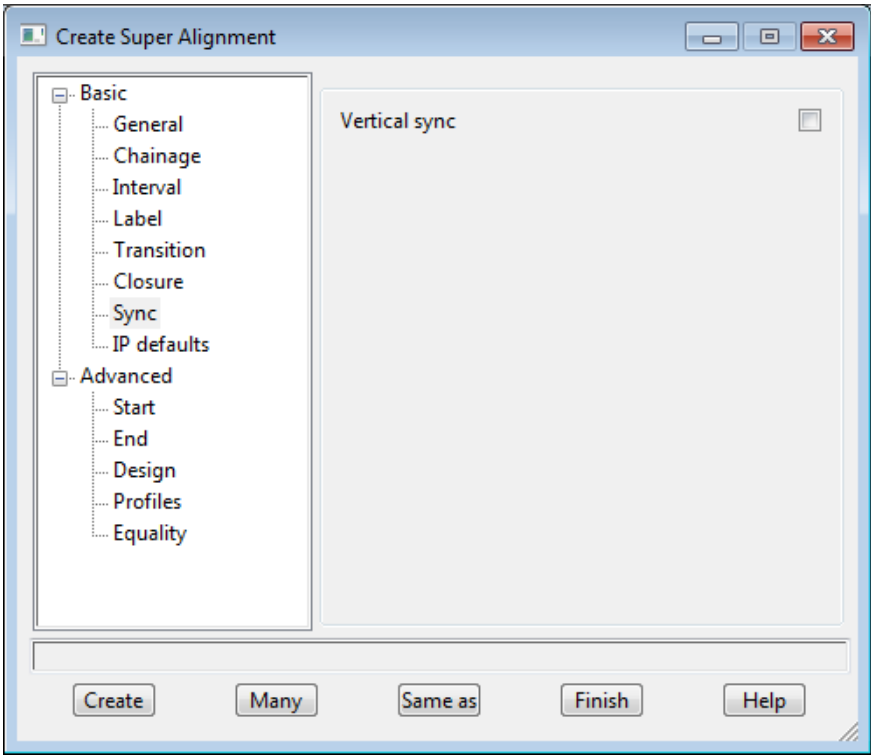 Create Super Alignment
Basic
General
Chainage
Interval
Label
Transition
Closure
Sync
IP defaults
Advanced
Start
End
Design
Profiles
Equality
Vertical sync
Create Many Same as Finish Help